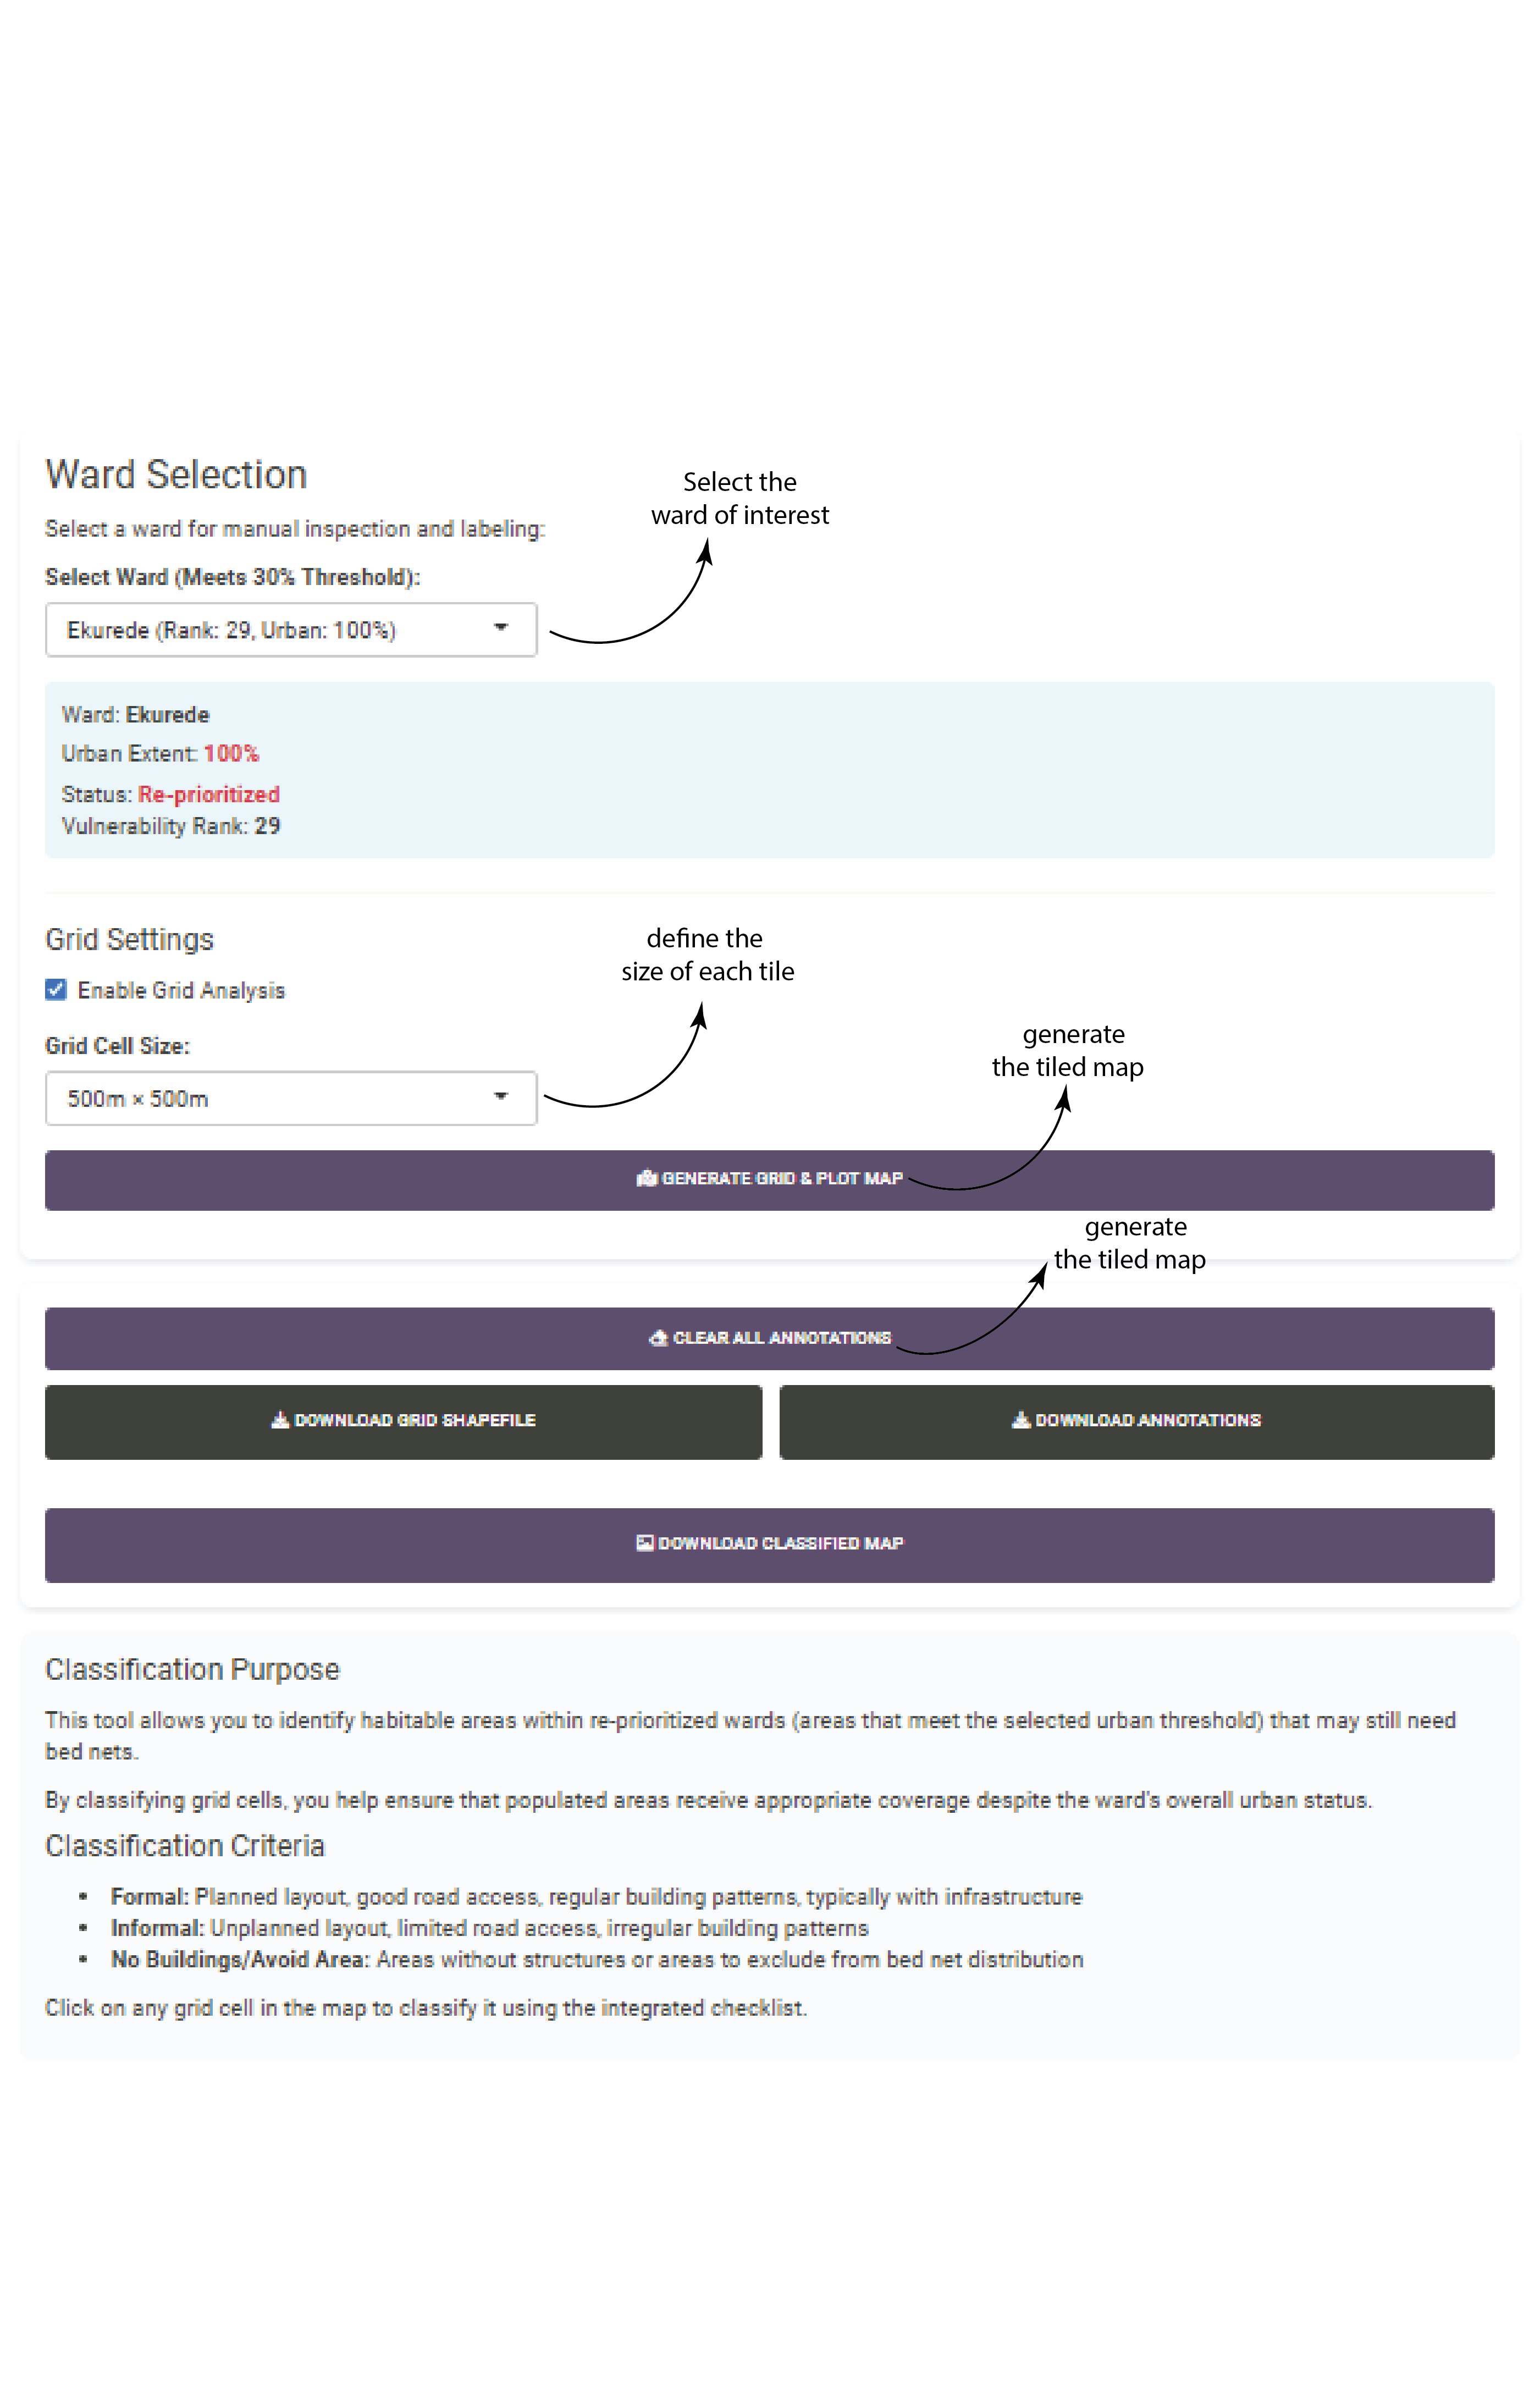 Ward Selection
Select the
ward of interest
Select a ward for manual inspection and labeling:
Select Ward (Meets 30% Threshold):
Ekurede (Rank: 29, Urban: 100%)
Ward: Ekurede
Urban Extent: 100%
Status: Re-prioritized
Vulnerability Rank: 29
Grid Settings
define the
size of each tile
Enable Grid Analysis
Grid Cell Size:
500m × 500m
generate
the tiled map
GENERATE GRID & PLOT MAP
generate
the tiled map
CLEAR ALL ANNOTATIONS
DOWNLOAD GRID SHAPEFILE
DOWNLOAD ANNOTATIONS
DOWNLOAD CLASSIFIED MAP
Classification Purpose
This tool allows you to identify habitable areas within re-prioritized wards (areas that meet the selected urban threshold) that may still need
bed nets.
By classifying grid cells, you help ensure that populated areas receive appropriate coverage despite the ward's overall urban status.
Classification Criteria
• Formal: Planned layout, good road access, regular building patterns, typically with infrastructure
• Informal: Unplanned layout, limited road access, irregular building patterns
• No Buildings/Avoid Area: Areas without structures or areas to exclude from bed net distribution
Click on any grid cell in the map to classify it using the integrated checklist.